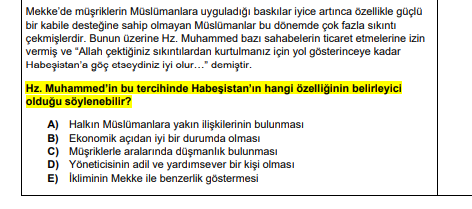 Mekke'de müşriklerin Müslümanlara uyguladığı baskılar iyice artınca özellikle güçlü
bir kabile desteğine sahip olmayan Müslümanlar bu dönemde çok fazla sıkıntı
çekmişlerdir. Bunun üzerine Hz. Muhammed bazı sahabelerin ticaret etmelerine izin
vermiş ve "Allah çektiğiniz sıkıntılardan kurtulmanız için yol gösterinceye kadar
Habeşistan'a göç etseydiniz iyi olur…" demiştir.
Hz. Muhammed'in bu tercihinde Habeşistan'ın hangi özelliğinin belirleyici
olduğu söylenebilir?
A) Halkın Müslümanlara yakın ilişkilerinin bulunması
B) Ekonomik açıdan iyi bir durumda olması
C) Müşriklerle aralarında düşmanlık bulunması
D) Yöneticisinin adil ve yardımsever bir kişi olması
E) İkliminin Mekke ile benzerlik göstermesi